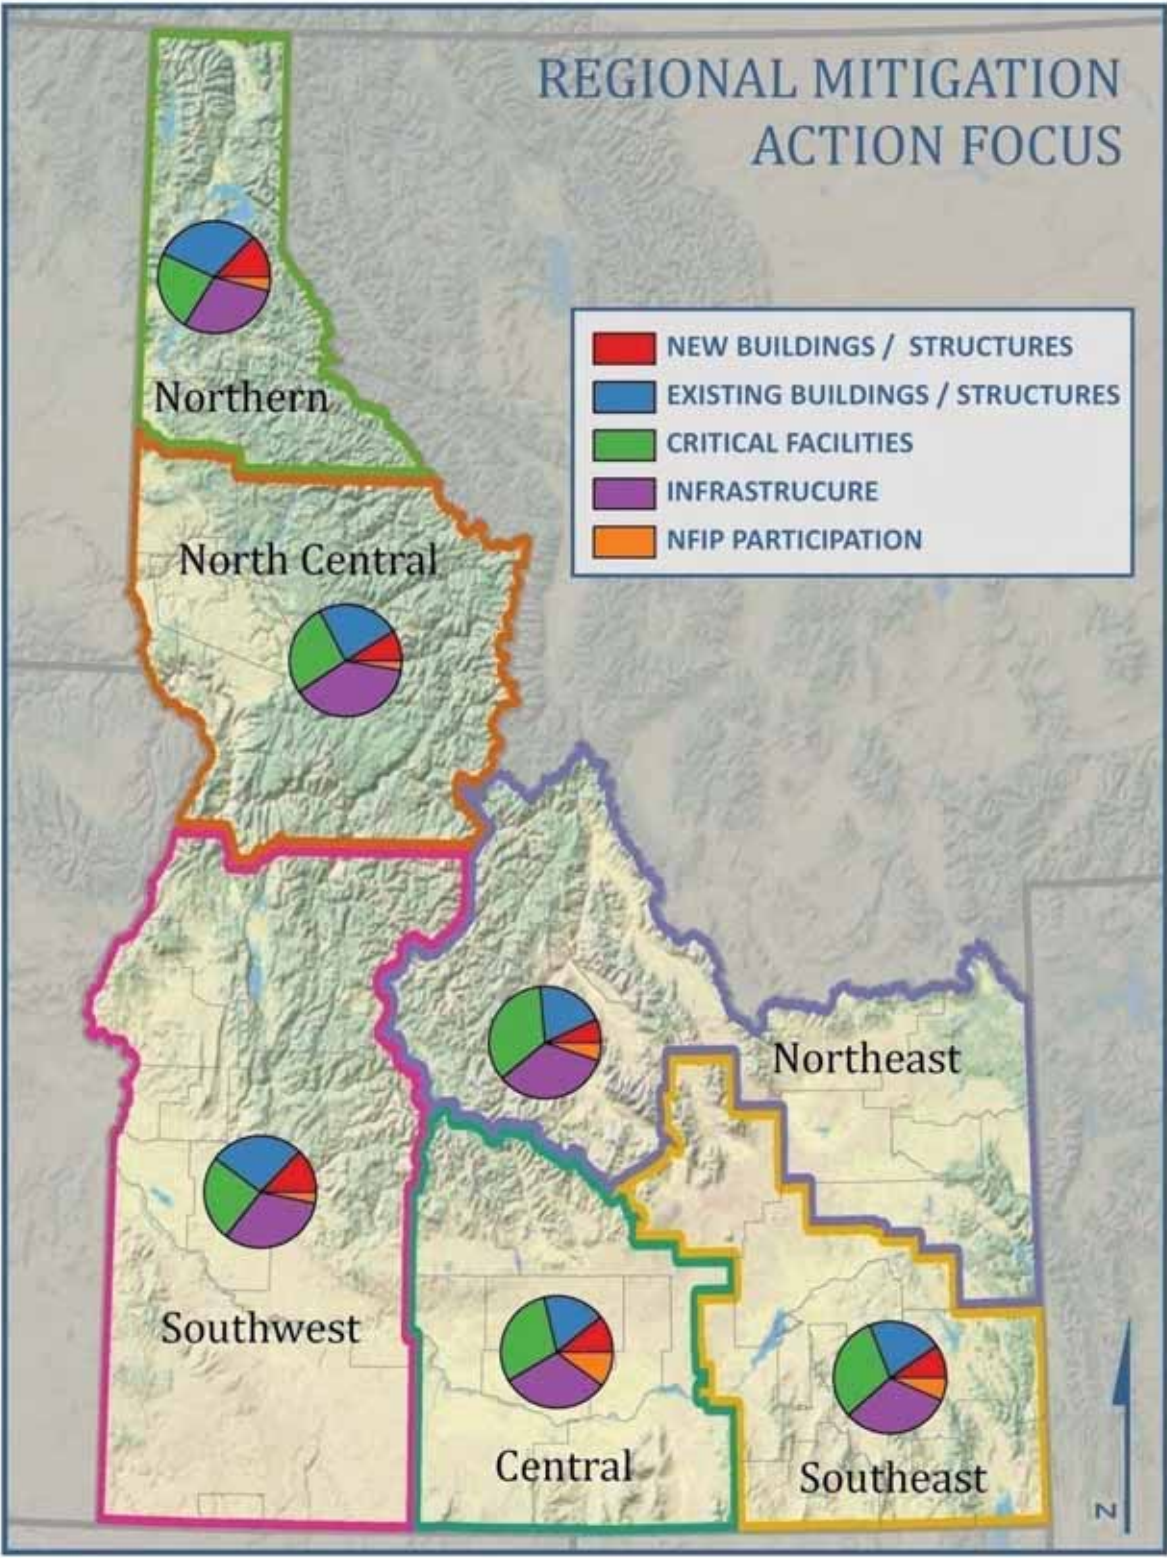 REGIONAL MITIGATION
ACTION FOCUS
NEW BUILDINGS / STRUCTURES
EXISTING BUILDINGS / STRUCTURES
CRITICAL FACILITIES
INFRASTRUCURE
NFIP PARTICIPATION
Northern
North Central
Northeast
Southwest
Central
Southeast
N